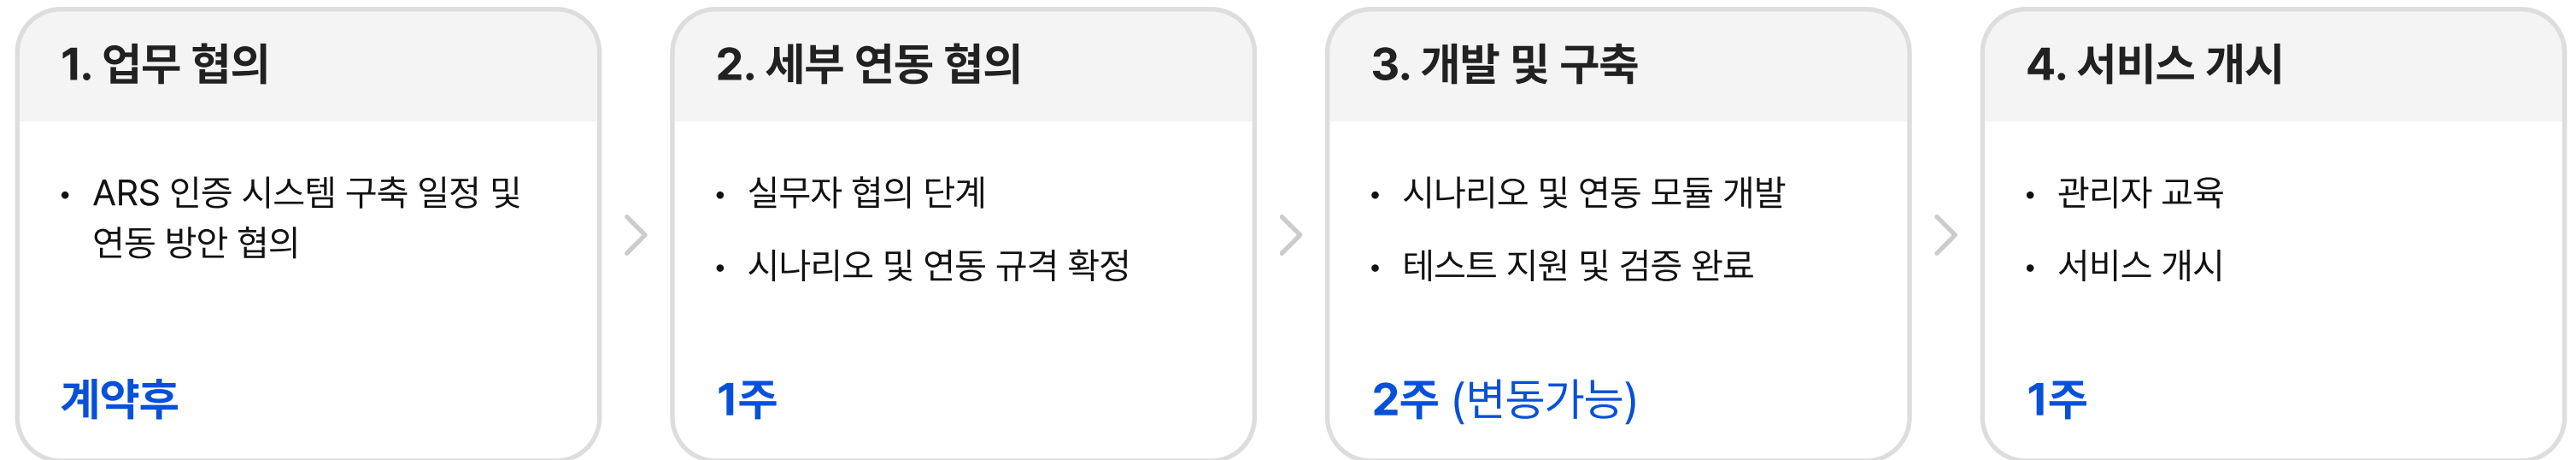 1. 업무 협의
• ARS 인증 시스템 구축 일정 및
연동 방안 협의
계약후
2. 세부 연동 협의
• 실무자 협의 단계
• 시나리오 및 연동 규격 확정
1주
3. 개발 및 구축
• 시나리오 및 연동 모듈 개발
• 테스트 지원 및 검증 완료
2주 (변동가능)
4. 서비스 개시
• 관리자 교육
• 서비스 개시
1주